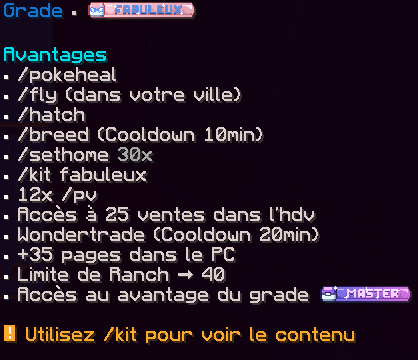 Grade • FABULEUX
Avantages
• /pokeheal
• /fly (dans votre ville)
• /hatch
• /breed (Cooldown 10min)
• /sethome 30x
• /kit fabuleux
• 12x /pv
• Accès à 25 ventes dans l'hdv
• Wondertrade (Cooldown 20min)
• +35 pages dans le PC
• Limite de Ranch → 40
• Accès au avantage du grade MASTER
! Utilisez /kit pour voir le contenu